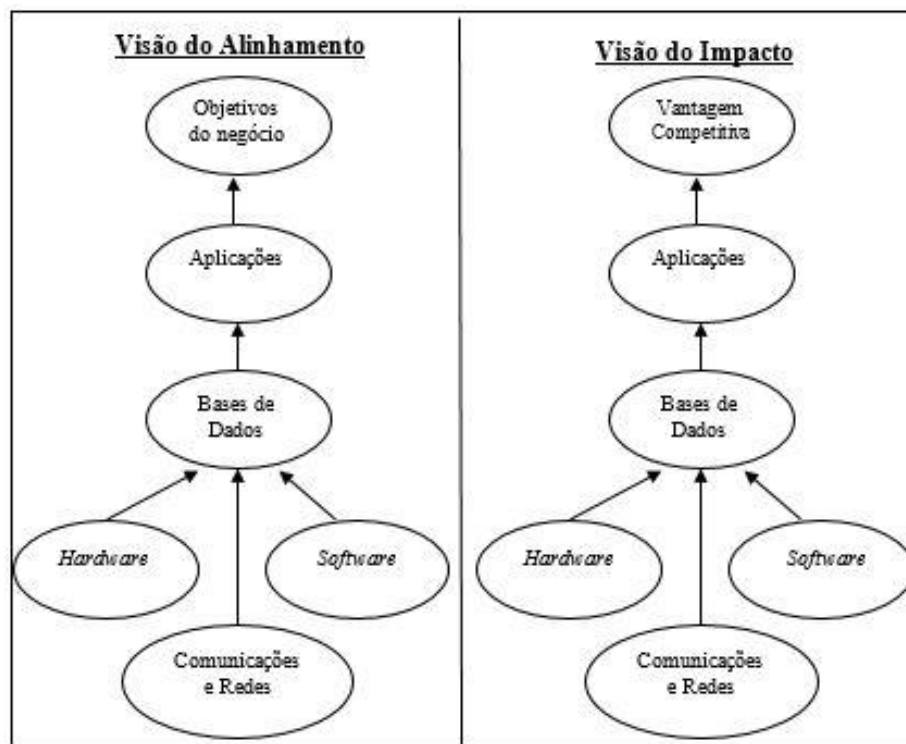 Visão do Alinhamento
Objetivos
do negócio
Aplicações
Bases de
Dados
Hardware
Software
Comunicações
e Redes
Visão do Impacto
Vantagem
Competitiva
Aplicações
Bases de
Dados
Hardware
Software
Comunicações
e Redes